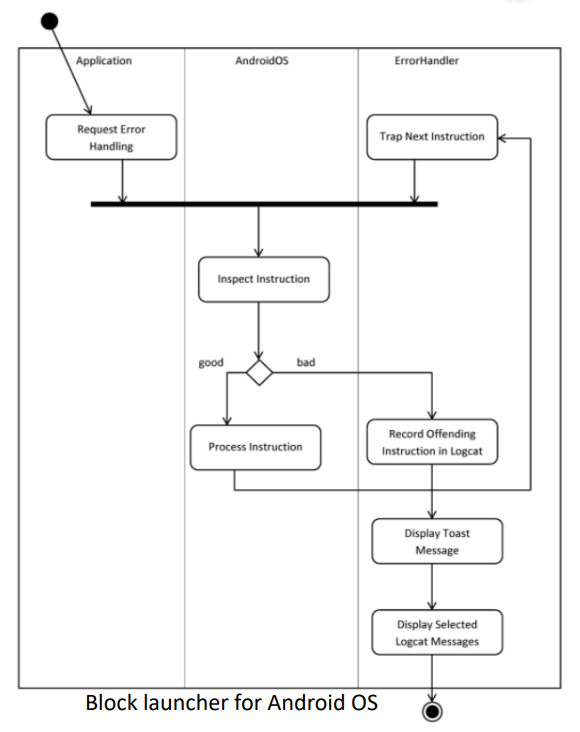 Application
AndroidOS
ErrorHandler
Request Error
Handling
Trap Next Instruction
Inspect Instruction
good
bad
Process Instruction
Record Offending
Instruction in Logcat
Display Toast
Message
Display Selected
Logcat Messages
Block launcher for Android OS